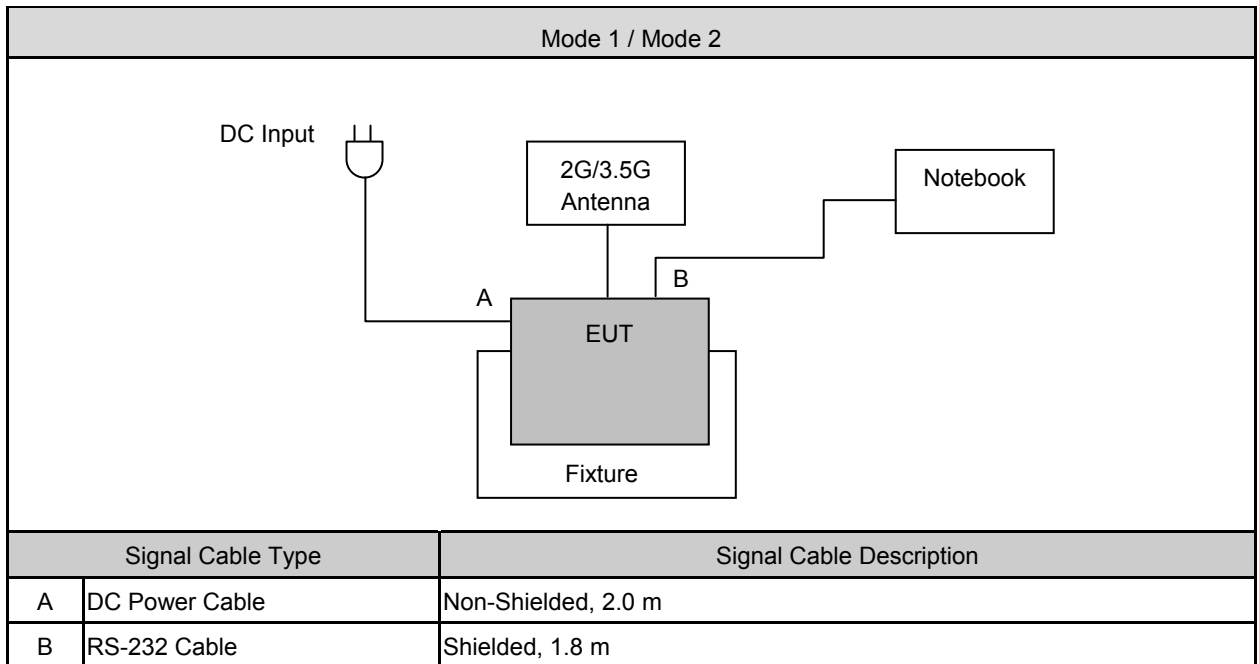 Mode 1 / Mode 2
DC Input
2G/3.5G
Antenna
Notebook
A
B
EUT
Fixture
Signal Cable Type Signal Cable Description
A DC Power Cable Non-Shielded, 2.0 m
B RS-232 Cable Shielded, 1.8 m